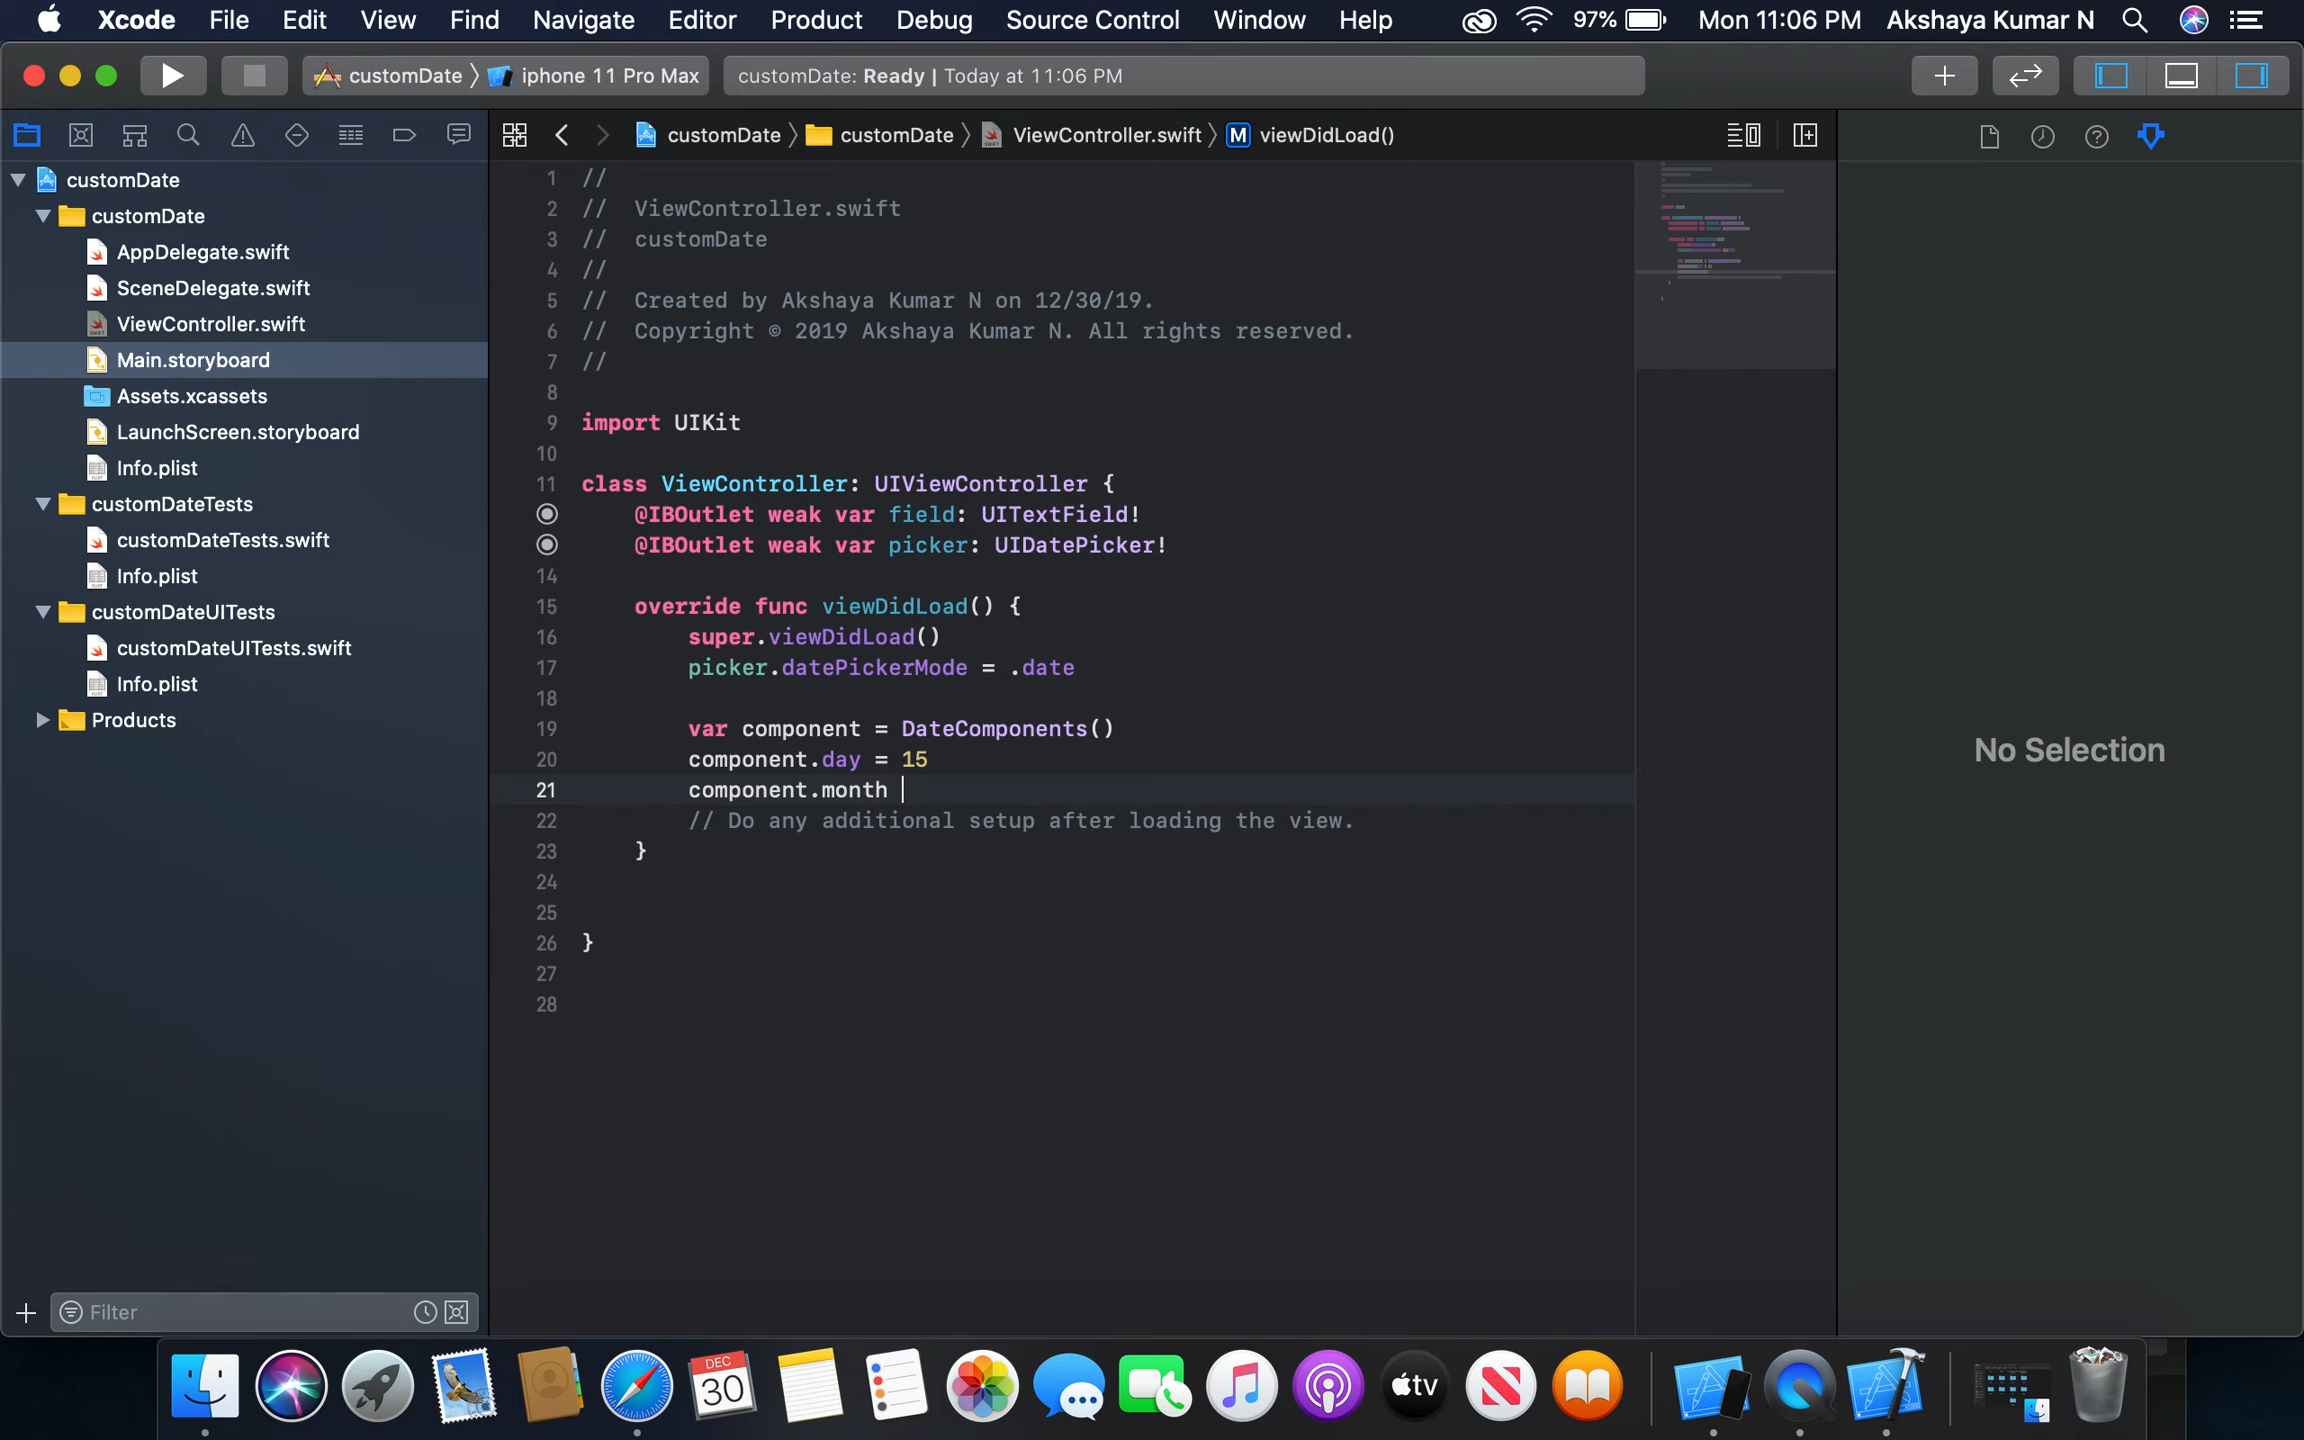 Xcode File Edit View Find Navigate Editor Product Debug Source Control Window Help 97% Mon 11:06 PM Akshaya Kumar N
customDate iphone 11 Pro Max customDate: Ready | Today at 11:06 PM
customDate customDate ViewController.swift M viewDidLoad()
customDate
customDate
AppDelegate.swift
SceneDelegate.swift
ViewController.swift
Main.storyboard
Assets.xcassets
LaunchScreen.storyboard
Info.plist
customDateTests
customDateTests.swift
Info.plist
customDateUITests
customDateUITests.swift
Info.plist
Products
Filter
1 //
2 // ViewController.swift
3 // customDate
4 //
5 // Created by Akshaya Kumar N on 12/30/19.
6 // Copyright © 2019 Akshaya Kumar N. All rights reserved.
7 //
8
9 import UIKit
10
11 class ViewController: UIViewController {
@IBOutlet weak var field: UITextField!
@IBOutlet weak var picker: UIDatePicker!
14
15 override func viewDidLoad() {
16 super.viewDidLoad()
17 picker.datePickerMode = .date
18
19 var component = DateComponents()
20 component.day = 15
21 component.month
22 // Do any additional setup after loading the view.
23 }
24
25
26 }
27
28
No Selection
DEC
30
tv